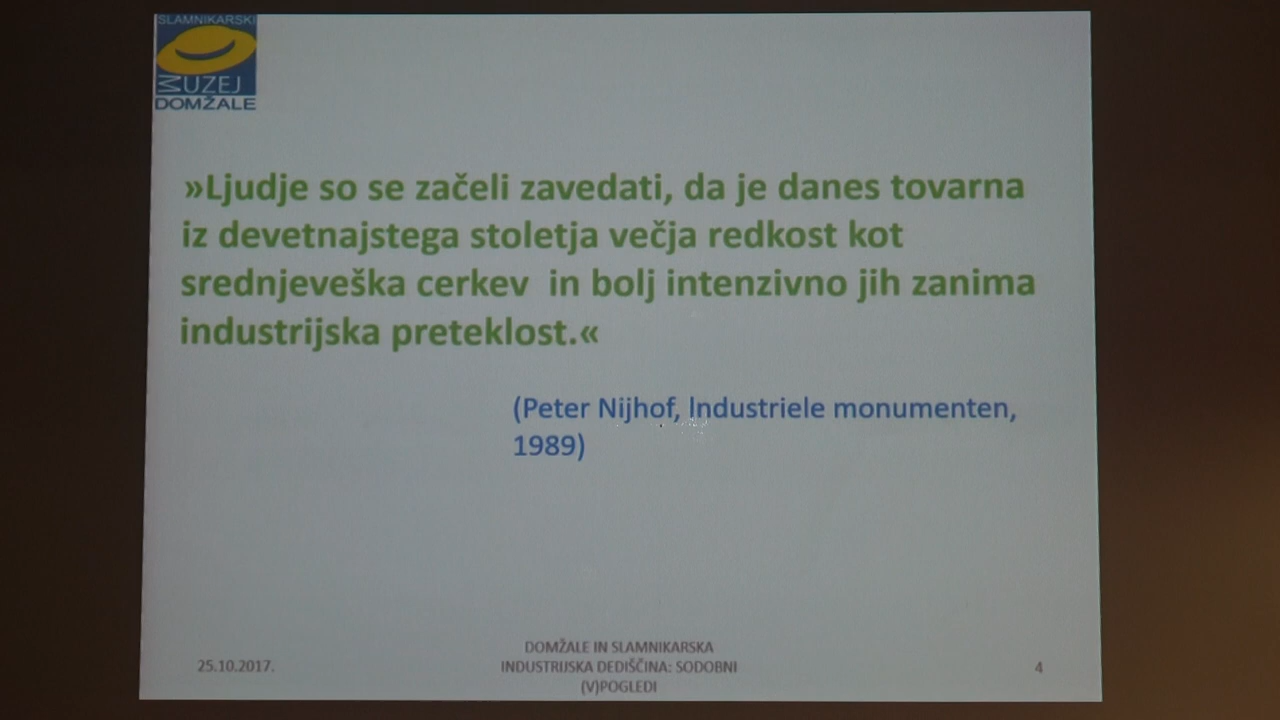 SLAMNIKARSKI
MUZEJ
DOMŽALE
»Ljudje so se začeli zavedati, da je danes tovarna
iz devetnajstega stoletja večja redkost kot
srednjeveška cerkev in bolj intenzivno jih zanima
industrijska preteklost.«
(Peter Nijhof, Industriele monumenten,
1989)
25.10.2017.
DOMŽALE IN SLAMNIKARSKA
INDUSTRIJSKA DEDIŠČINA: SODOBNI
(V)POGLEDI
4